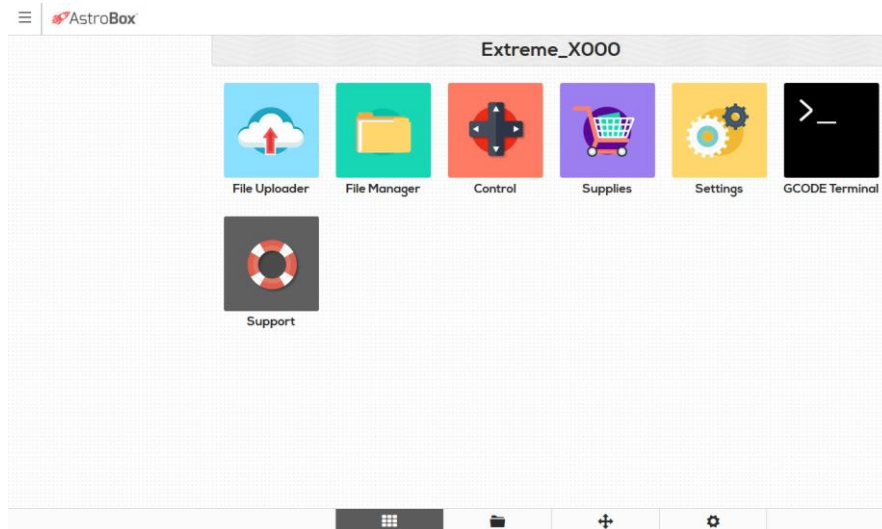 AstroBox
Extreme_X000
File Uploader
File Manager
Control
Supplies
Settings
GCODE Terminal
>_
Support